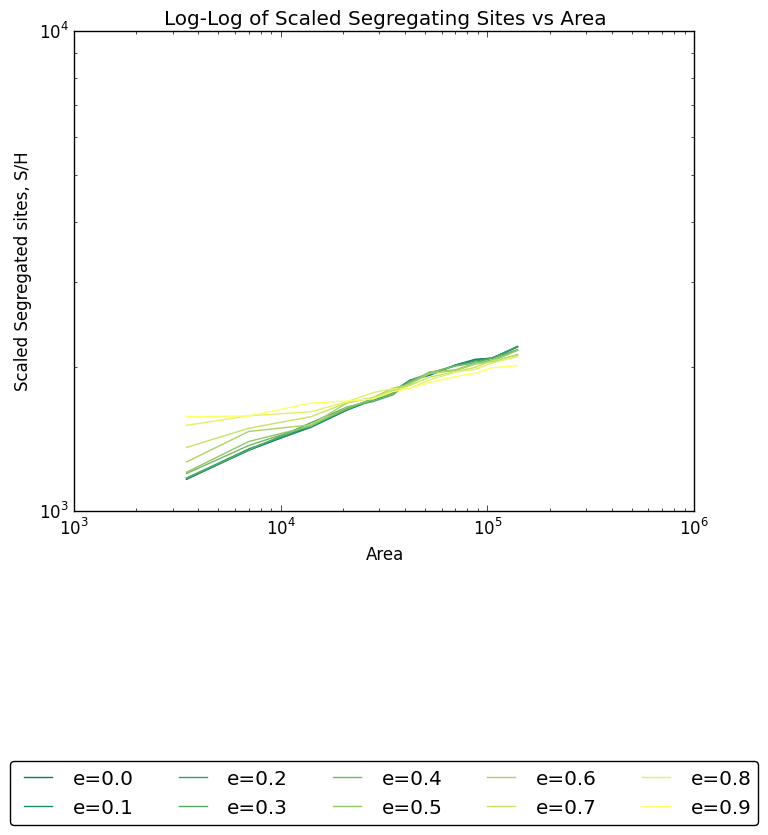 Log-Log of Scaled Segregating Sites vs Area
10^4
Scaled Segregated sites, S/H
10^3
10^3 10^4 10^5 10^6
Area
e=0.0 e=0.2 e=0.4 e=0.6 e=0.8
e=0.1 e=0.3 e=0.5 e=0.7 e=0.9